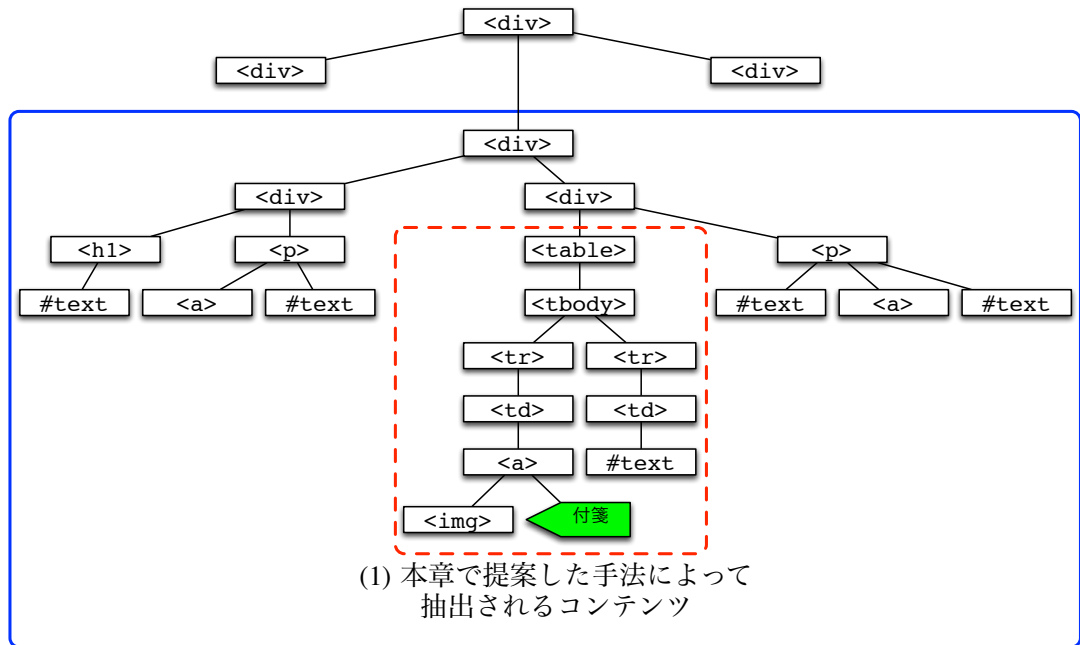 <div>
<div>
<div>
<div>
<div>
<div>
<h1>
<p>
<table>
<p>
#text
<a>
#text
<tbody>
#text
<a>
#text
<tr>
<tr>
<td>
<td>
<a>
#text
<img>
付箋
(1) 本章で提案した手法によって
抽出されるコンテンツ